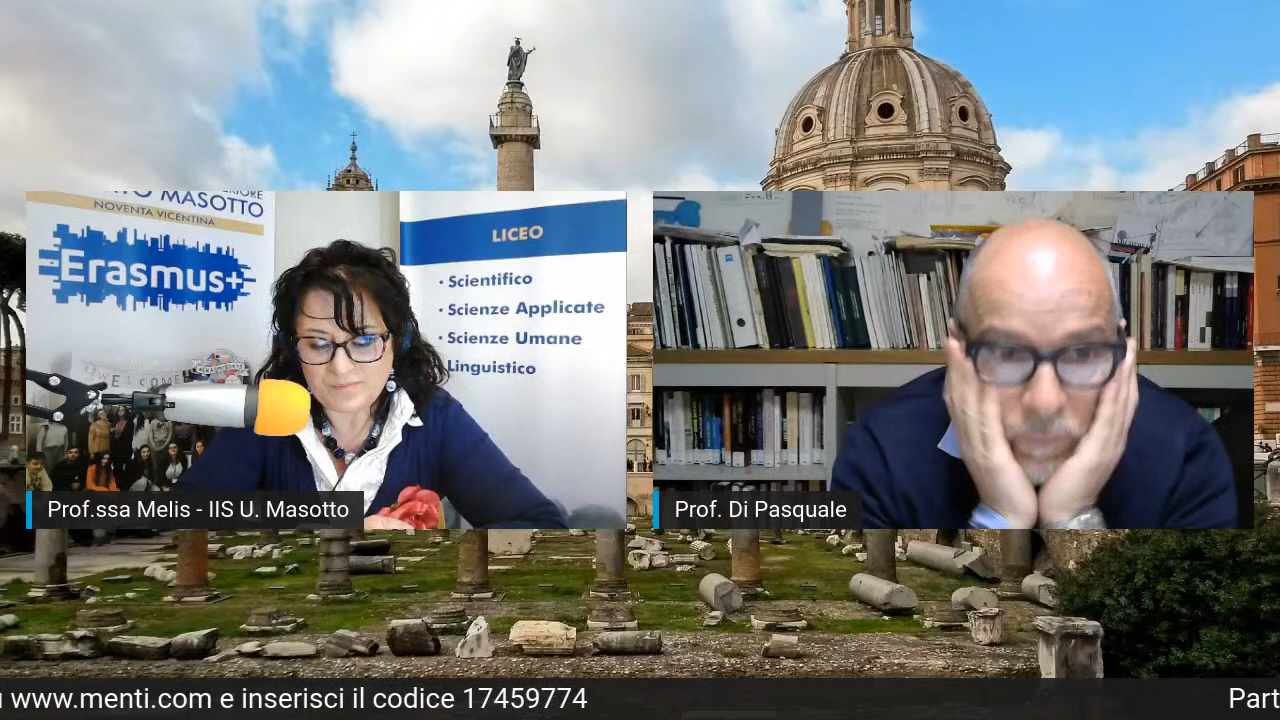 MASOTTO
NOVENTA VICENTINA
Erasmus+
WELCOME
LICEO
· Scientifico
· Scienze Applicate
· Scienze Umane
Linguistico
Prof.ssa Melis - IIS U. Masotto
Prof. Di Pasquale
www.menti.com e inserisci il codice 17459774
Part